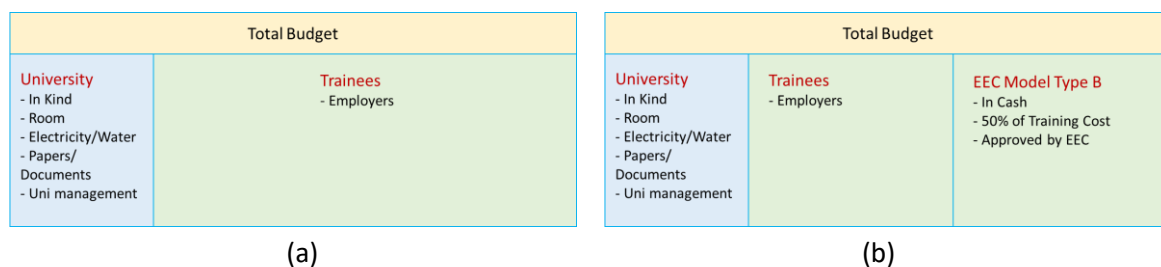 Total Budget
University
- In Kind
- Room
- Electricity/Water
- Papers/
Documents
- Uni management
Trainees
- Employers
(a)
Total Budget
University
- In Kind
- Room
- Electricity/Water
- Papers/
Documents
- Uni management
Trainees
- Employers
EEC Model Type B
- In Cash
- 50% of Training Cost
- Approved by EEC
(b)